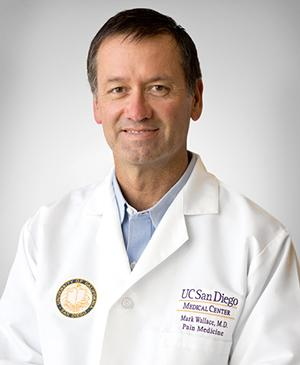 UC San Diego
MEDICAL CENTER
Mark Wallace, M.D.
Pain Medicine